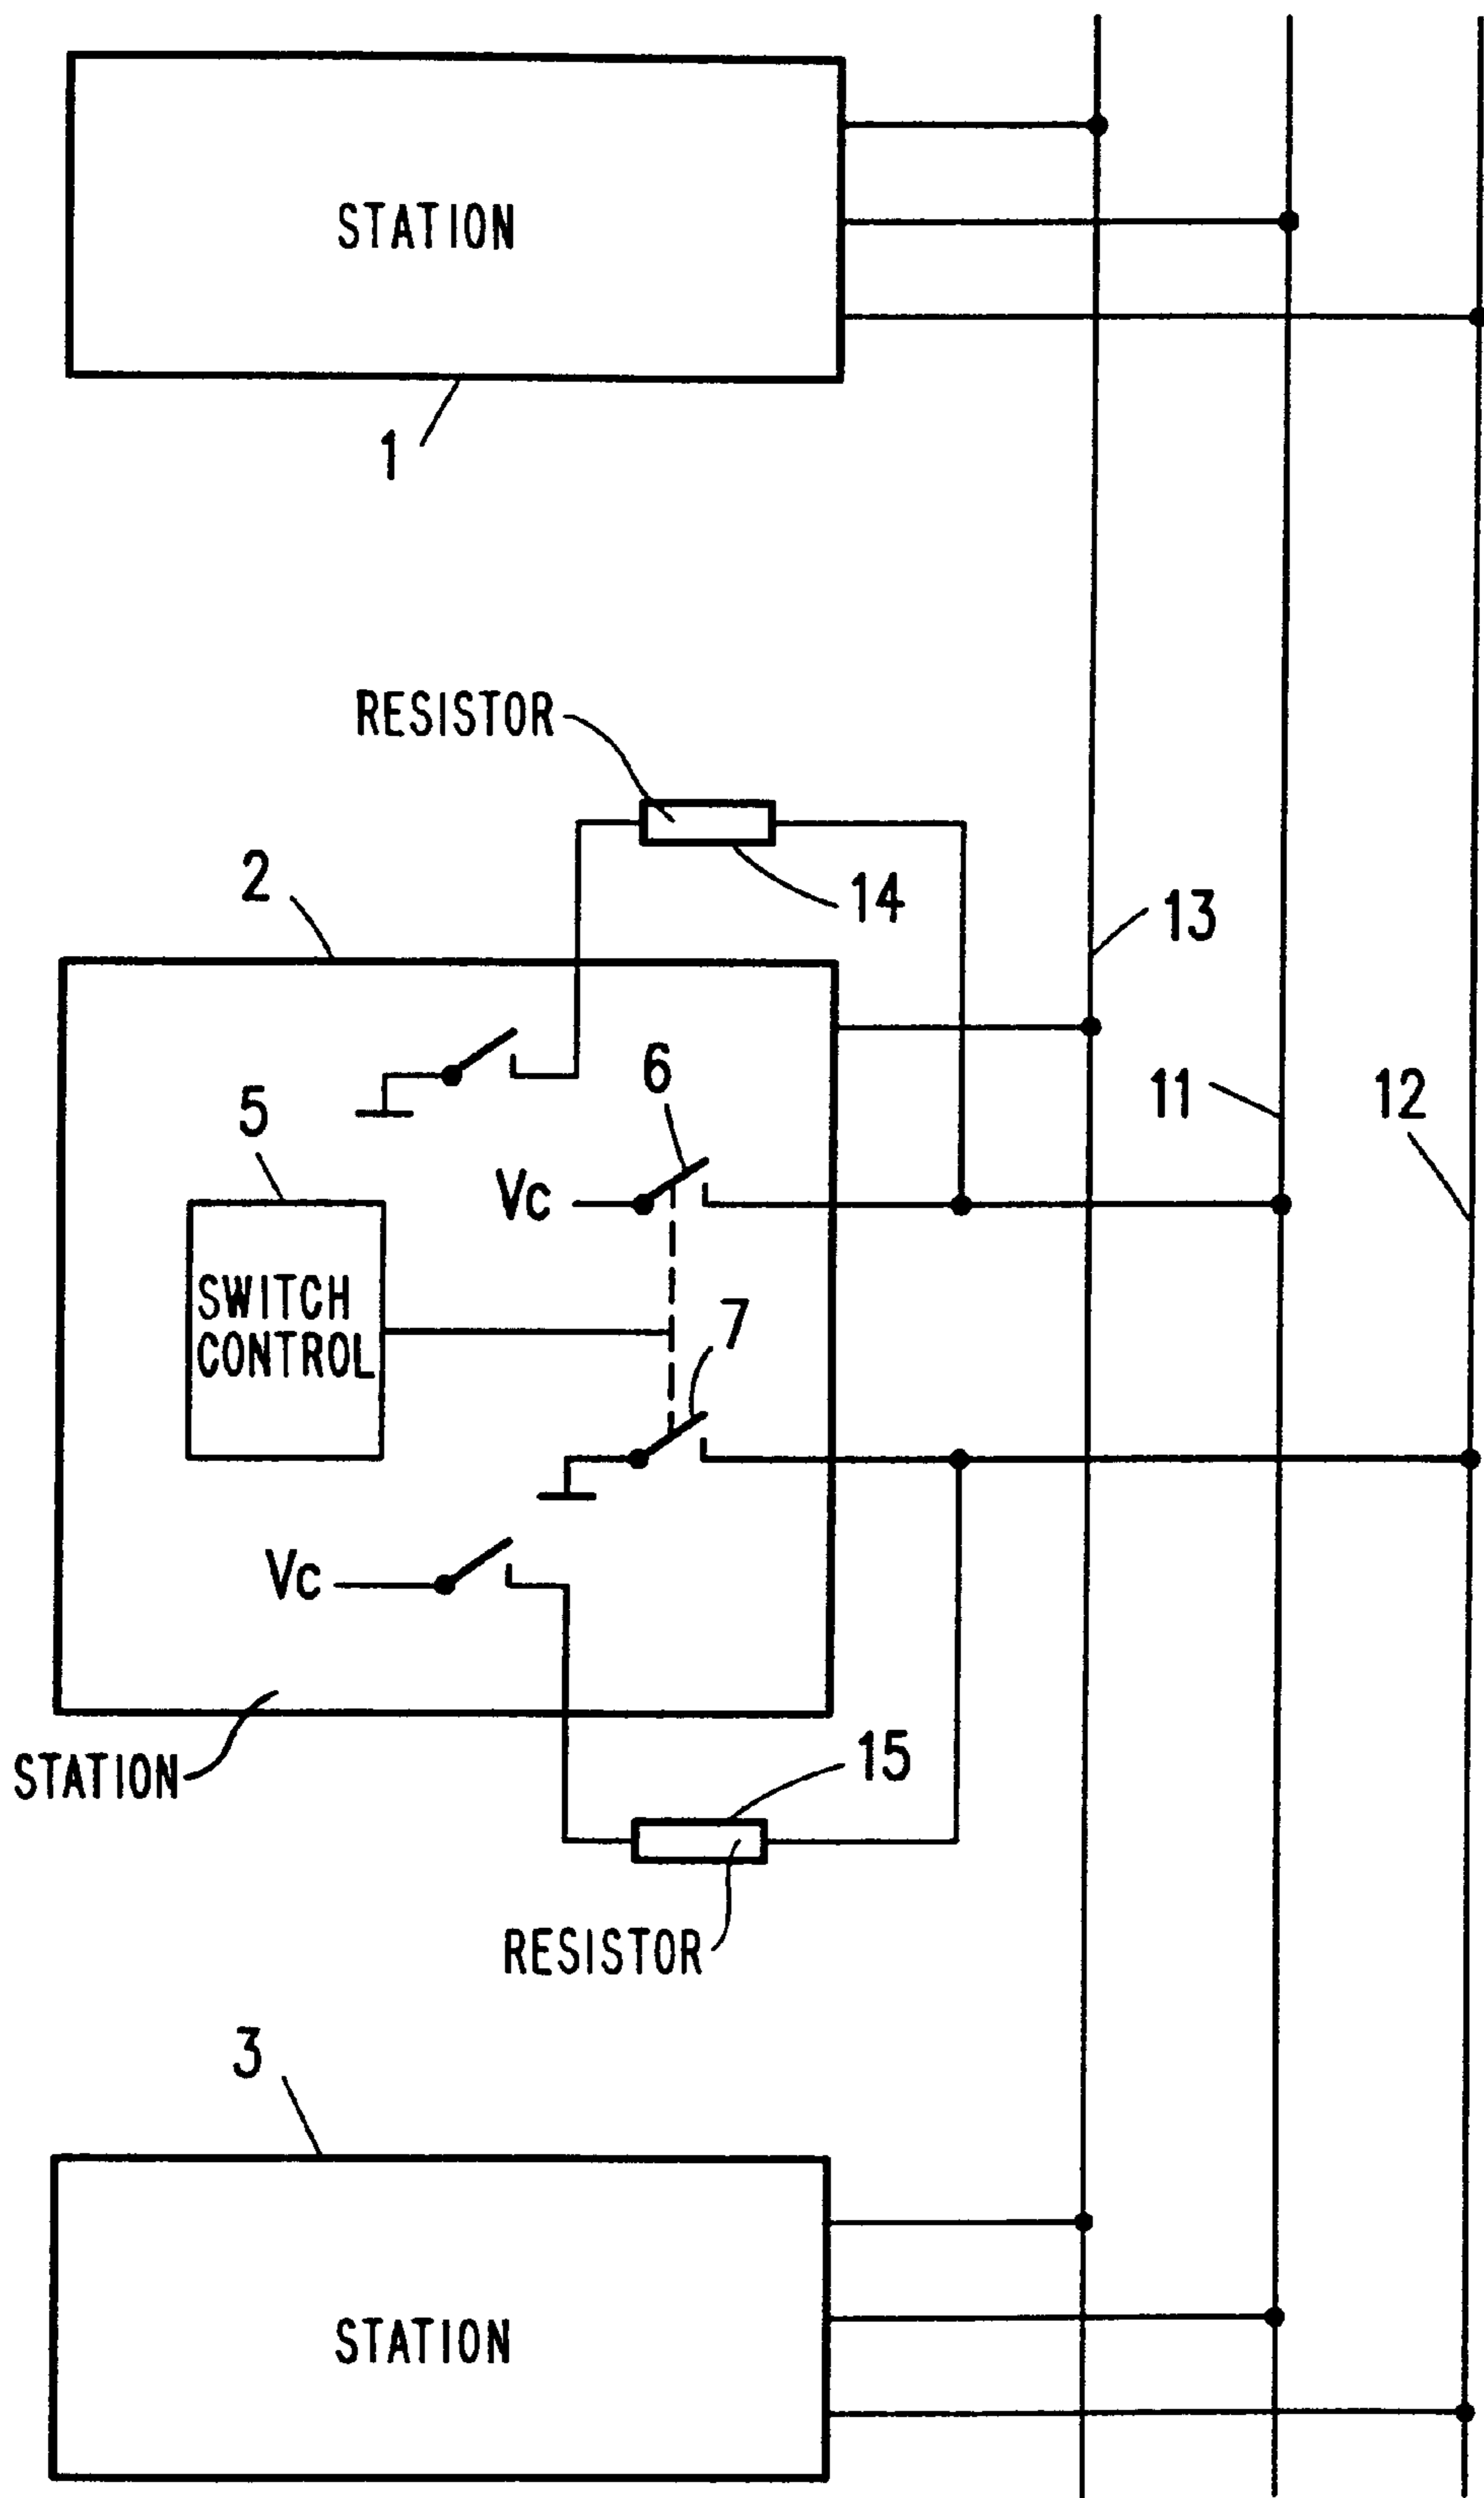 STATION
1
RESISTOR
14
2
13
6
11
12
5
Vc
SWITCH
CONTROL
7
Vc
STATION
15
RESISTOR
3
STATION